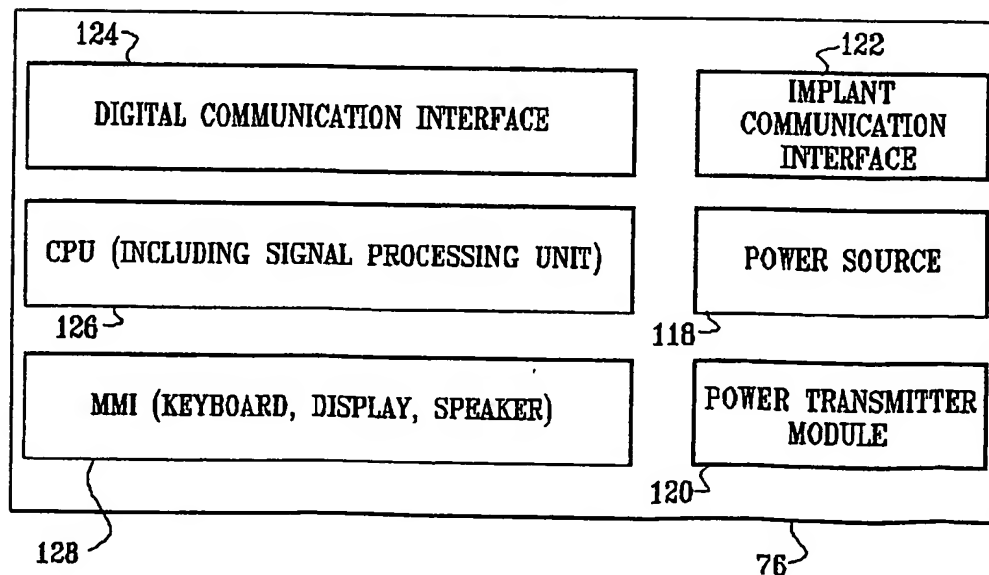 124
122
DIGITAL COMMUNICATION INTERFACE
IMPLANT
COMMUNICATION
INTERFACE
CPU (INCLUDING SIGNAL PROCESSING UNIT)
POWER SOURCE
126
118
MMI (KEYBOARD, DISPLAY, SPEAKER)
POWER TRANSMITTER
MODULE
120
128
76